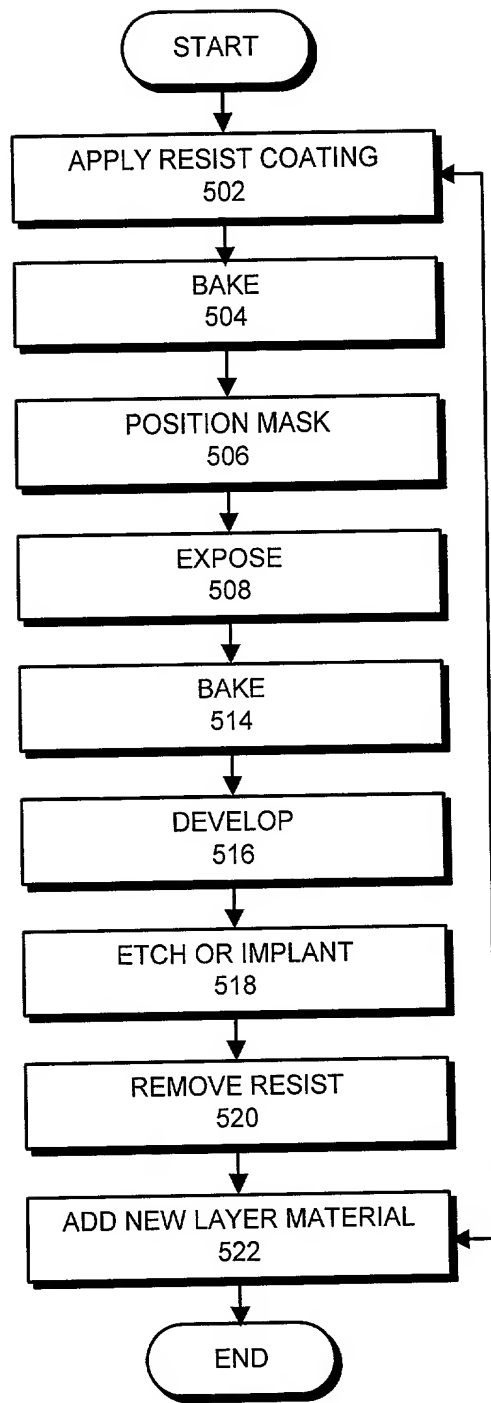 START
APPLY RESIST COATING
502
BAKE
504
POSITION MASK
506
EXPOSE
508
BAKE
514
DEVELOP
516
ETCH OR IMPLANT
518
REMOVE RESIST
520
ADD NEW LAYER MATERIAL
522
END